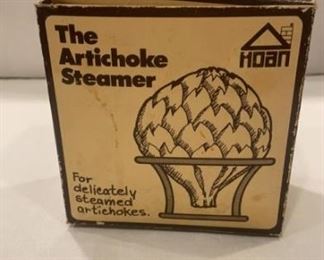 The
Artichoke
Steamer
HOAN
For
delicately
steamed
artichokes.